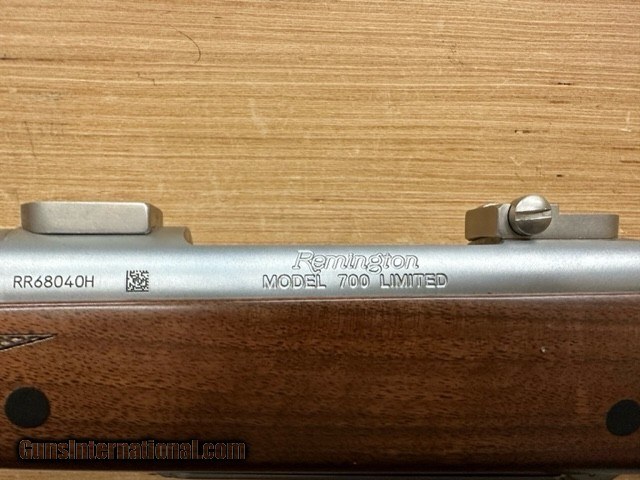 Remington
RR68040H
MODEL 700 LIMITED
GunsInternational.com